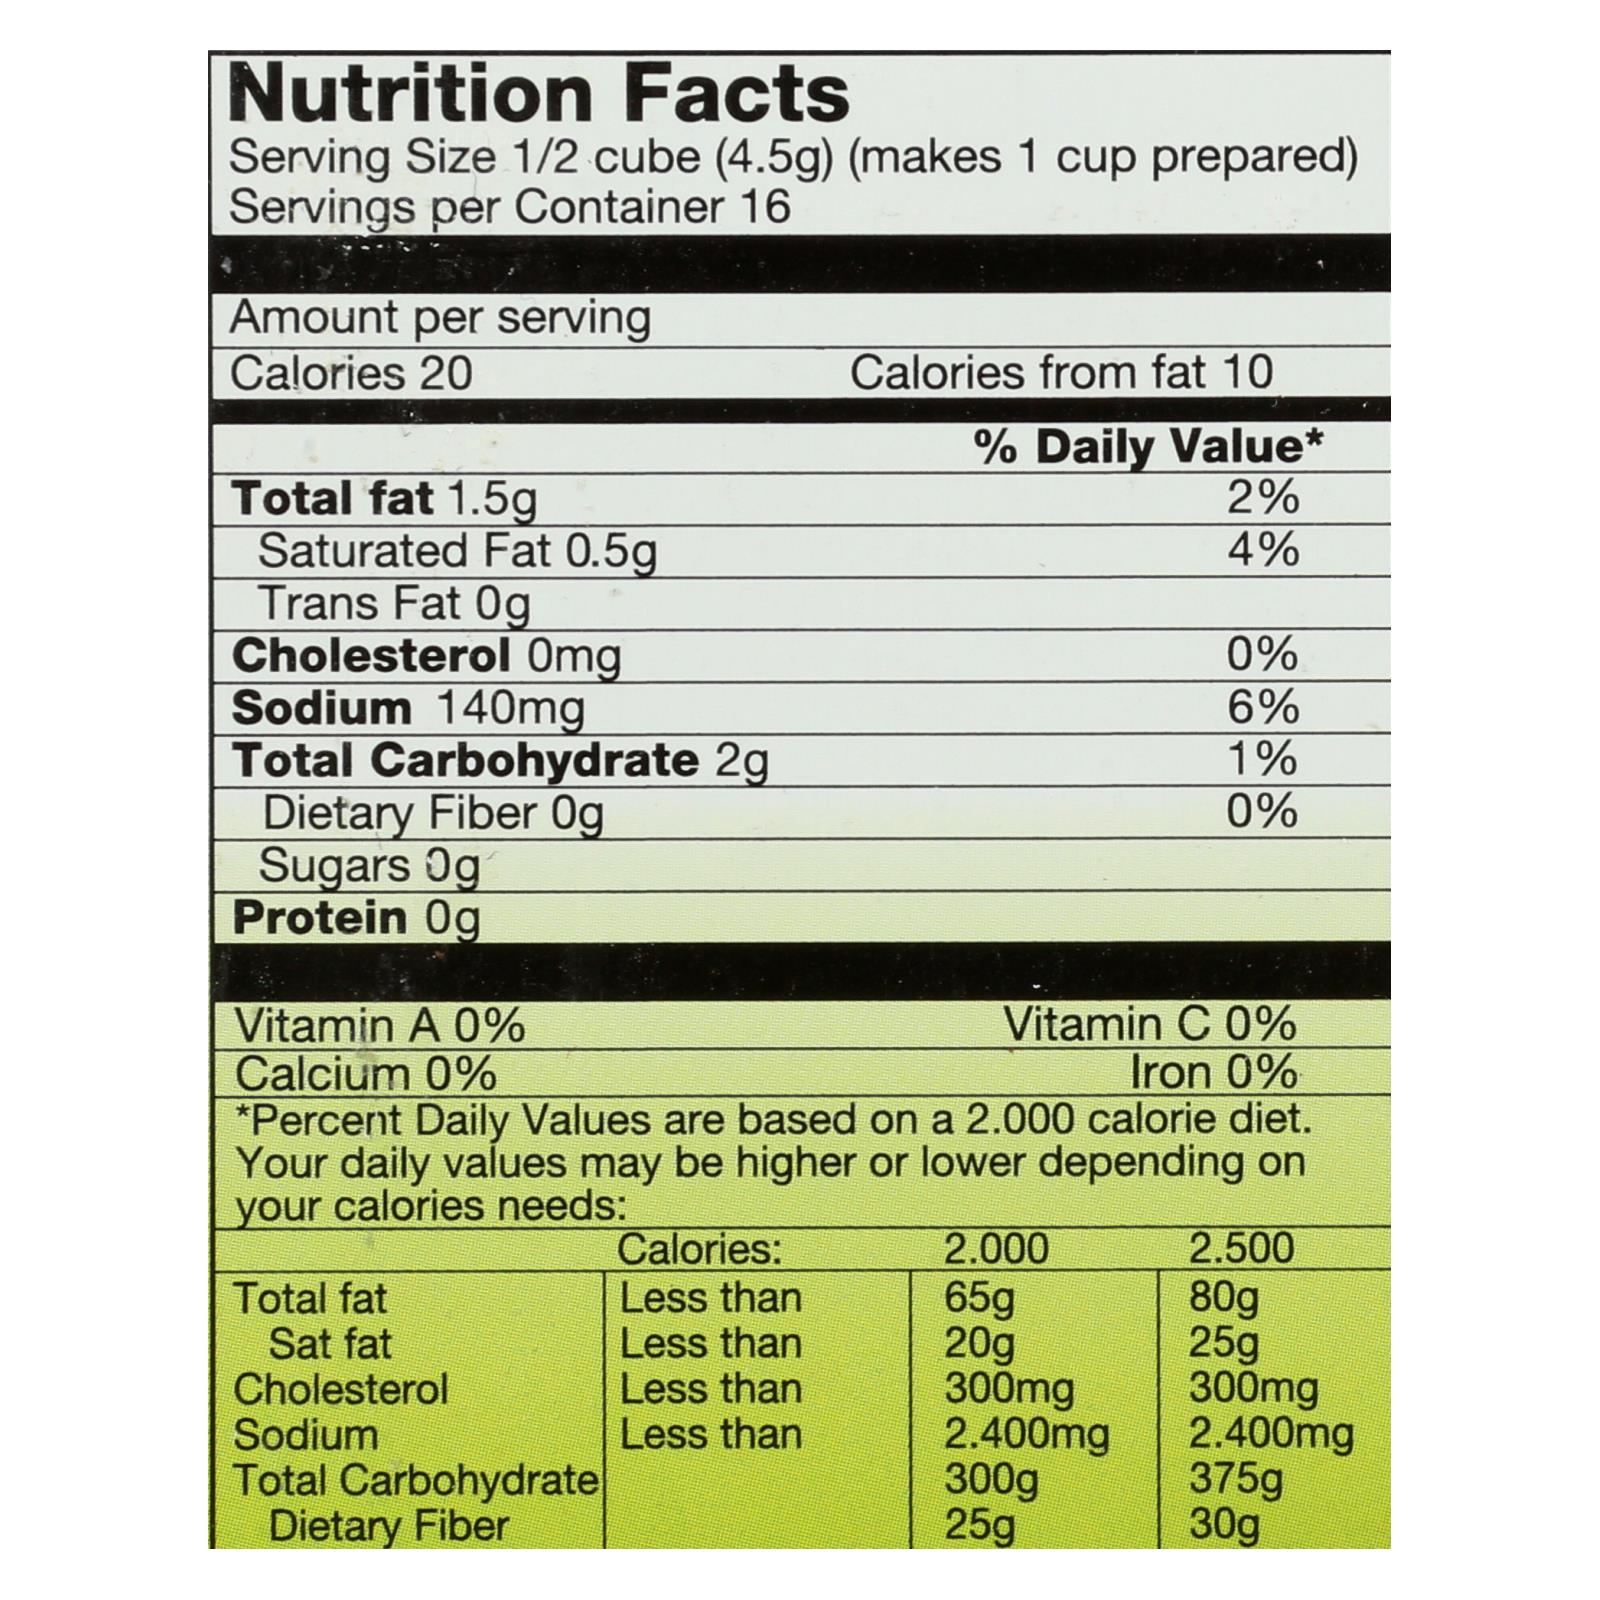 Nutrition Facts
Serving Size 1/2 cube (4.5g) (makes 1 cup prepared)
Servings per Container 16
Amount per serving
Calories 20 Calories from fat 10
% Daily Value*
Total fat 1.5g 2%
Saturated Fat 0.5g 4%
Trans Fat 0g
Cholesterol 0mg 0%
Sodium 140mg 6%
Total Carbohydrate 2g 1%
Dietary Fiber 0g 0%
Sugars 0g
Protein 0g
Vitamin A 0% Vitamin C 0%
Calcium 0% Iron 0%
*Percent Daily Values are based on a 2.000 calorie diet.
Your daily values may be higher or lower depending on
your calories needs:
Calories: 2.000 2.500
Total fat Less than 65g 80g
Sat fat Less than 20g 25g
Cholesterol Less than 300mg 300mg
Sodium Less than 2.400mg 2.400mg
Total Carbohydrate 300g 375g
Dietary Fiber 25g 30g